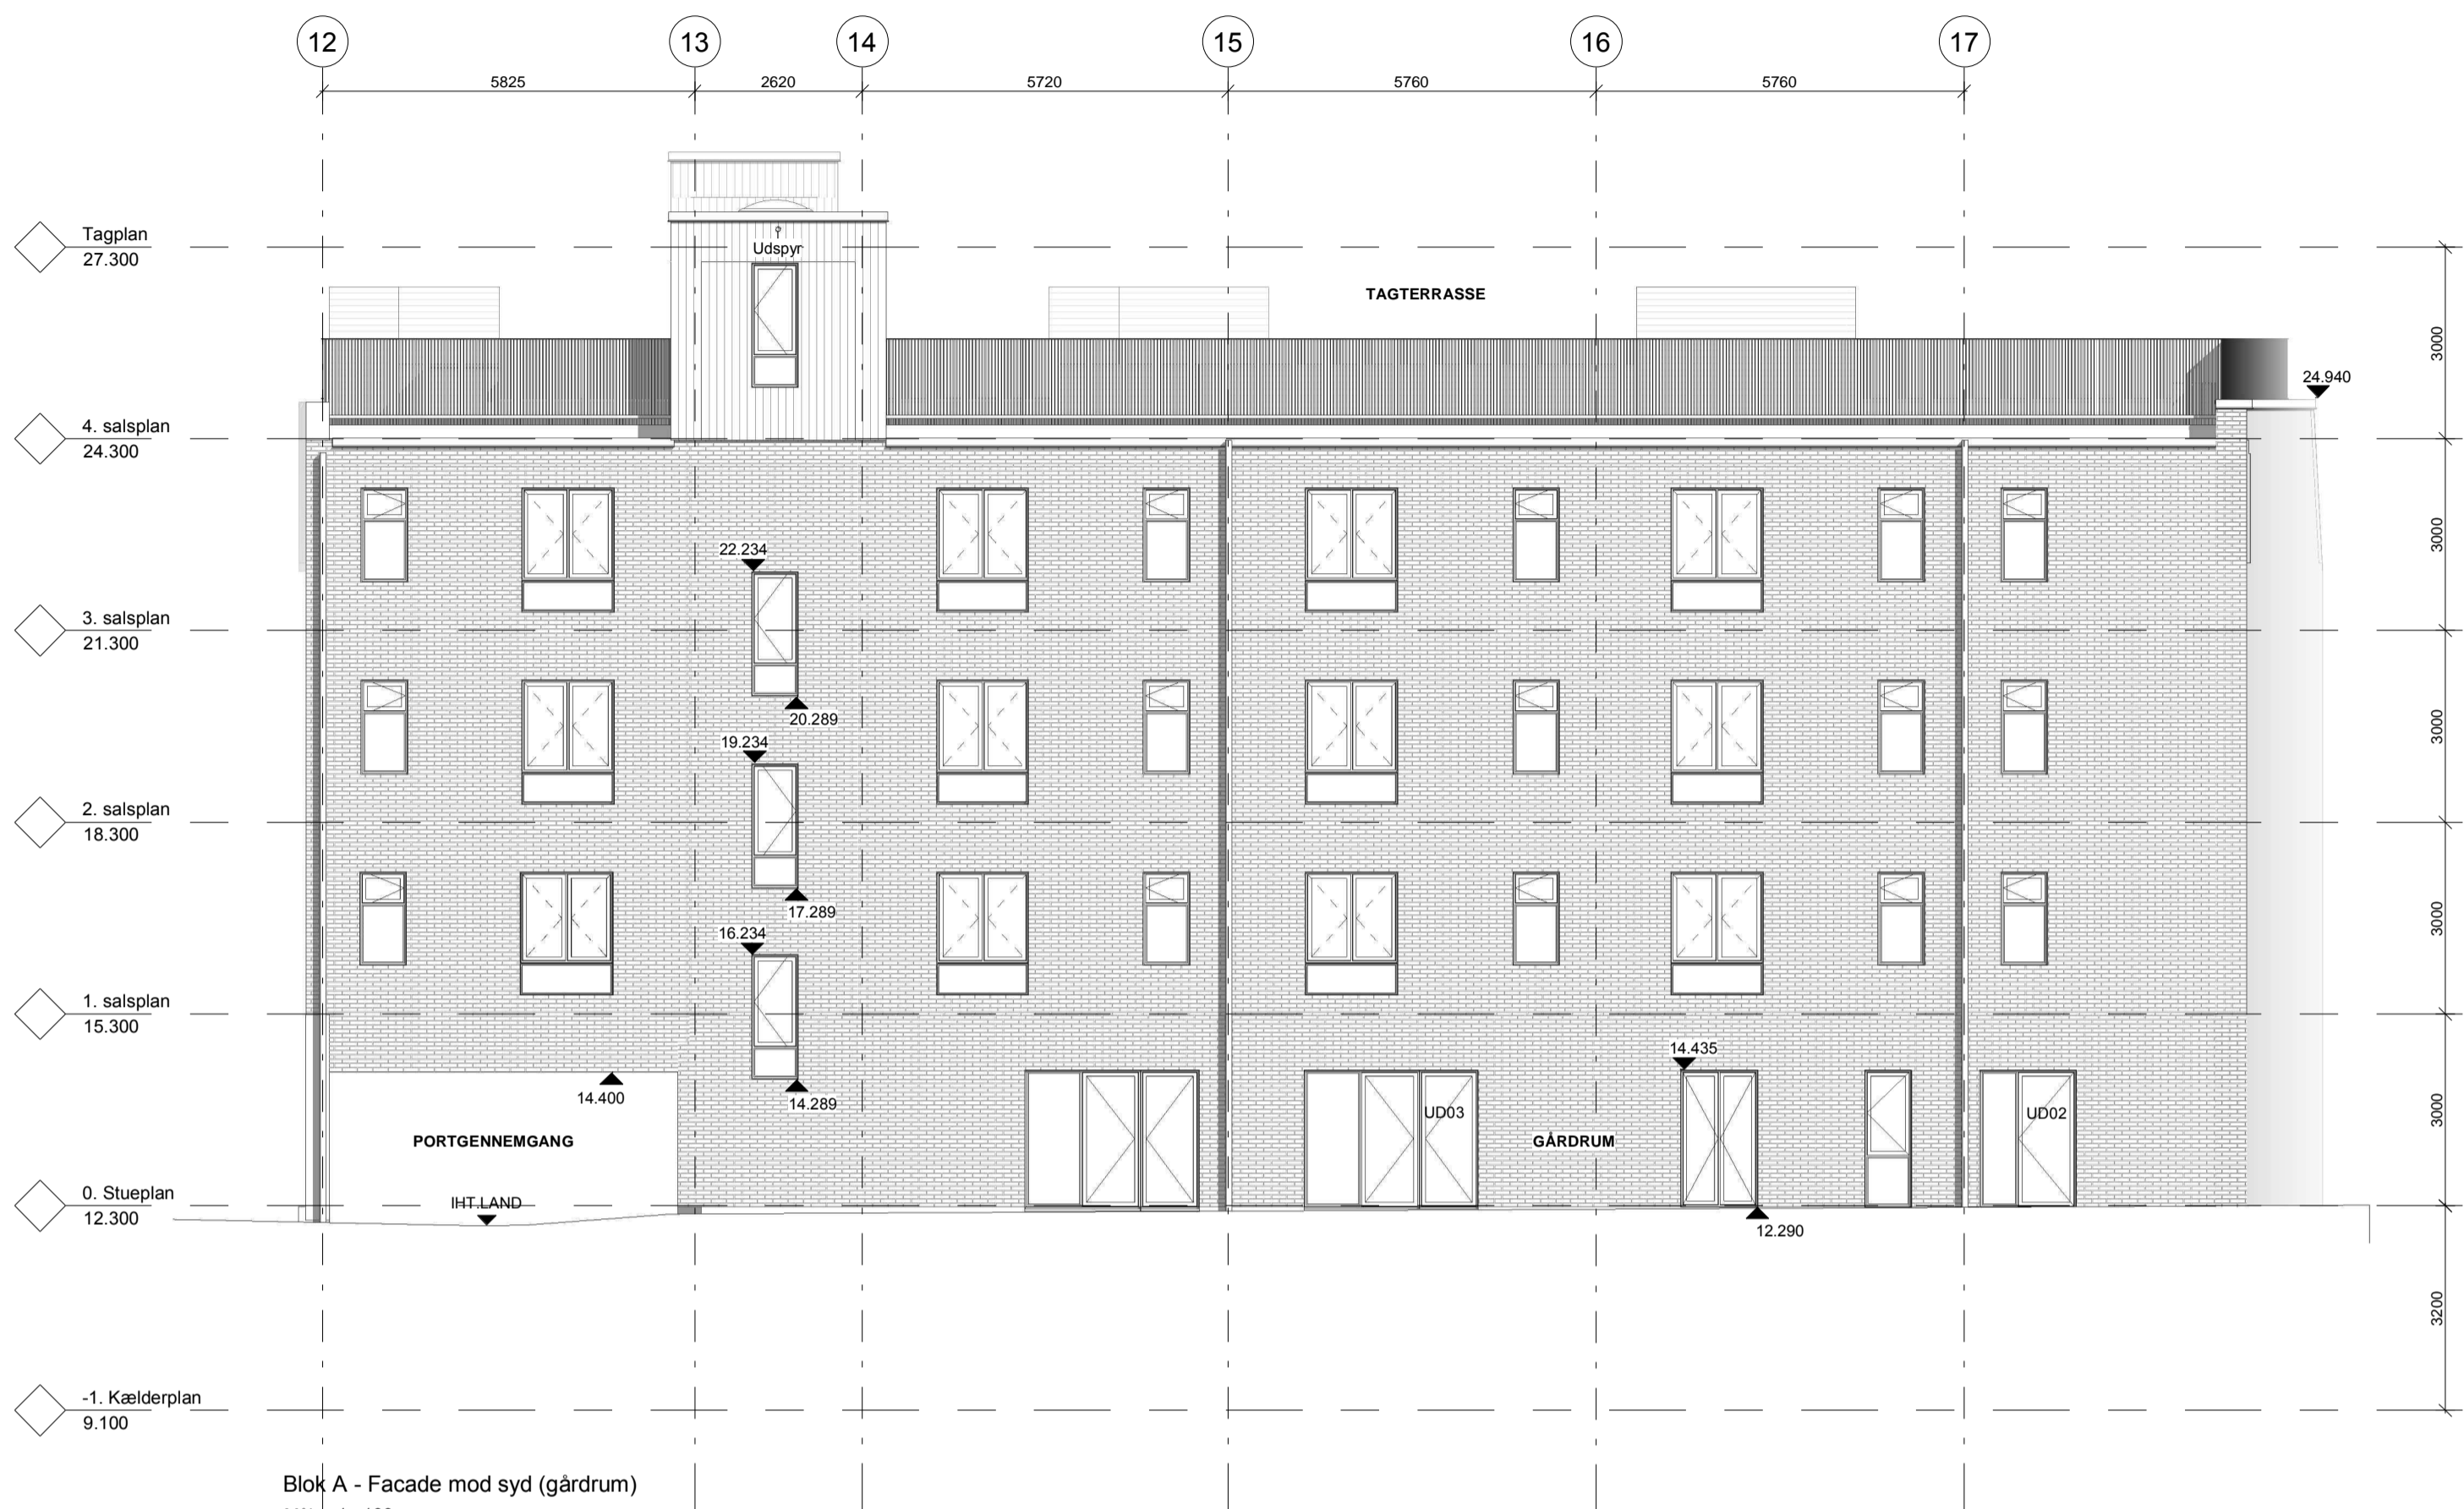 12 13 14 15 16 17
5825 2620 5720 5760 5760
Tagplan
27.300
Udspyr
TAGTERRASSE
3000
24.940
4. salsplan
24.300
3000
22.234
3. salsplan
21.300
20.289
3000
19.234
2. salsplan
18.300
17.289
3000
16.234
1. salsplan
15.300
14.435
14.400
14.289
3000
UD03
UD02
PORTGENNEMGANG
GÅRDRUM
0. Stueplan
12.300
IHT.LAND
12.290
3200
-1. Kælderplan
9.100
Blok A - Facade mod syd (gårdrum)